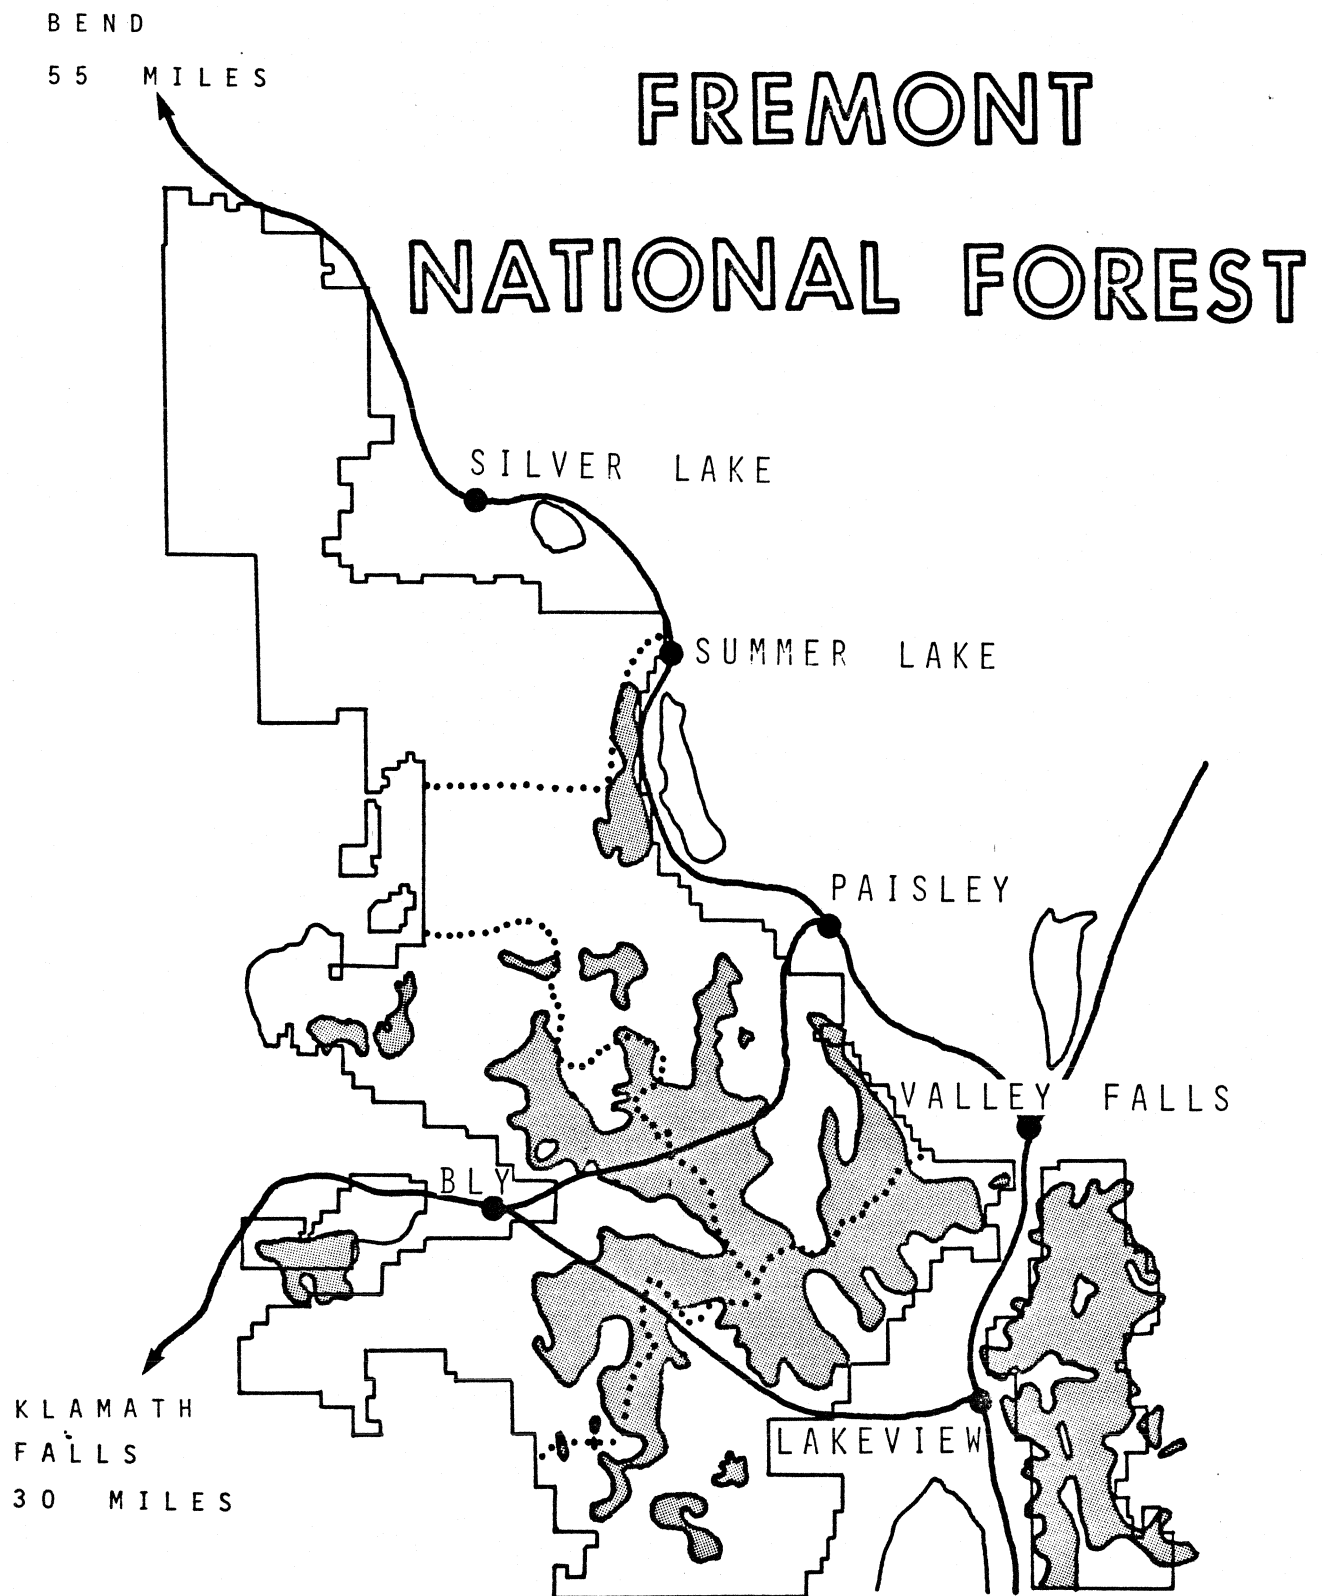 BEND
55 MILES
FREMONT
NATIONAL FOREST
SILVER LAKE
SUMMER LAKE
PAISLEY
VALLEY FALLS
BLY
KLAMATH
FALLS
30 MILES
LAKEVIEW